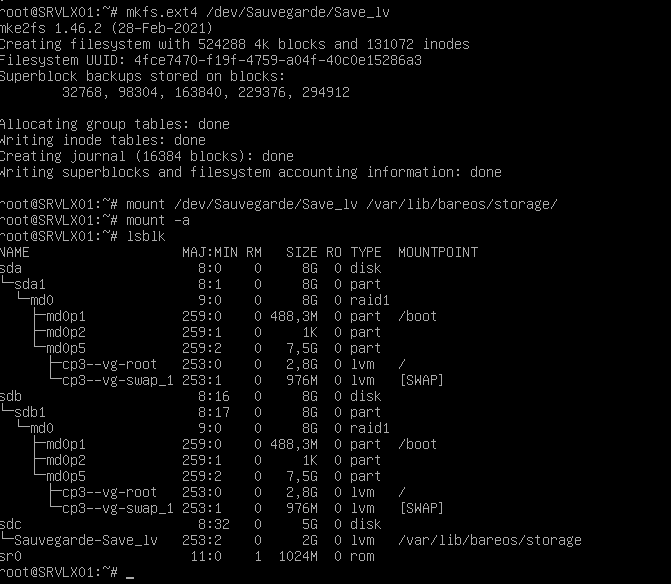 root@SRVLX01:~# mkfs.ext4 /dev/Sauvegarde/Save_lv
mke2fs 1.46.2 (28-Feb-2021)
Creating filesystem with 524288 4k blocks and 131072 inodes
Filesystem UUID: 4fce7470-f19f-4759-a04f-40c0e15286a3
Superblock backups stored on blocks:
        32768, 98304, 163840, 229376, 294912

Allocating group tables: done
Writing inode tables: done
Creating journal (16384 blocks): done
Writing superblocks and filesystem accounting information: done

root@SRVLX01:~# mount /dev/Sauvegarde/Save_lv /var/lib/bareos/storage/
root@SRVLX01:~# mount -a
root@SRVLX01:~# lsblk
NAME                   MAJ:MIN RM   SIZE RO TYPE  MOUNTPOINT
sda                      8:0    0     8G  0 disk
└─sda1                   8:1    0     8G  0 part
  └─md0                  9:0    0     8G  0 raid1
    ├─md0p1            259:0    0 488,3M  0 part  /boot
    ├─md0p2            259:1    0     1K  0 part
    └─md0p5            259:2    0   7,5G  0 part
      ├─cp3--vg-root   253:0    0   2,8G  0 lvm   /
      └─cp3--vg-swap_1 253:1    0   976M  0 lvm   [SWAP]
sdb                      8:16   0     8G  0 disk
└─sdb1                   8:17   0     8G  0 part
  └─md0                  9:0    0     8G  0 raid1
    ├─md0p1            259:0    0 488,3M  0 part  /boot
    ├─md0p2            259:1    0     1K  0 part
    └─md0p5            259:2    0   7,5G  0 part
      ├─cp3--vg-root   253:0    0   2,8G  0 lvm   /
      └─cp3--vg-swap_1 253:1    0   976M  0 lvm   [SWAP]
sdc                      8:32   0     5G  0 disk
└─Sauvegarde-Save_lv   253:2    0     2G  0 lvm   /var/lib/bareos/storage
sr0                     11:0    1  1024M  0 rom
root@SRVLX01:~# _